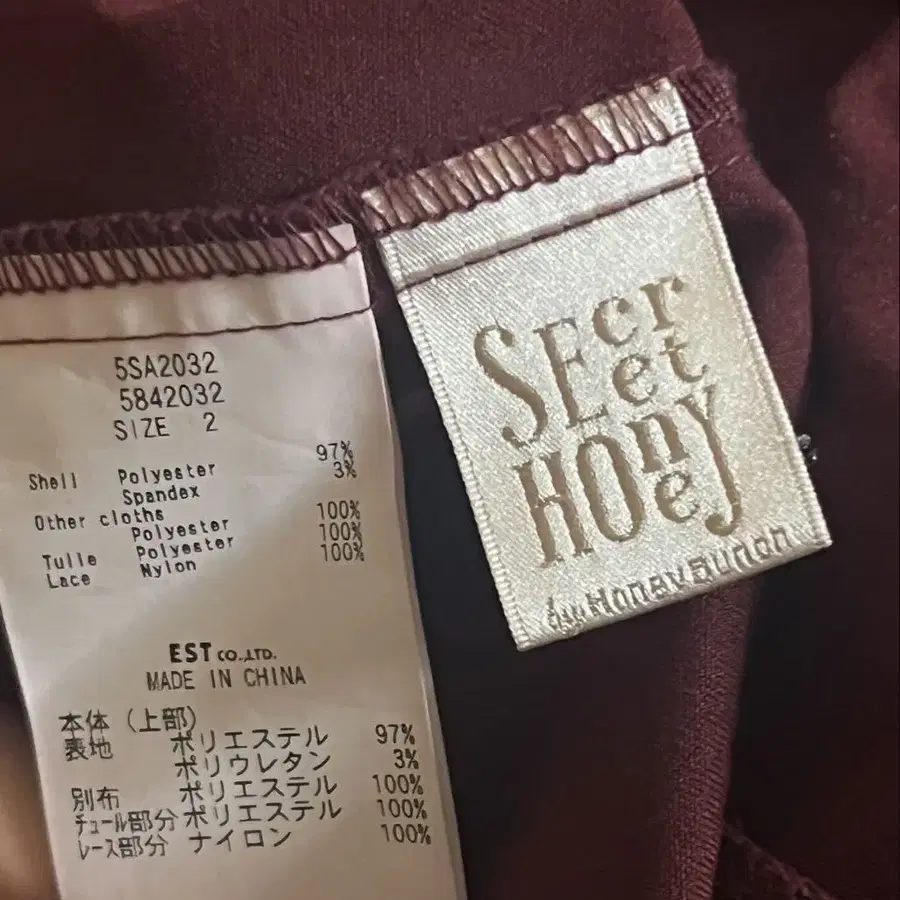 5SA2032
5842032
SIZE 2
Shell Polyester 97%
Spandex 3%
Other cloths
Polyester 100%
Tulle Polyester 100%
Lace Nylon 100%
EST CO.,LTD.
MADE IN CHINA
本体（上部）
表地 ポリエステル 97%
ポリウレタン 3%
別布 ポリエステル 100%
チュール部分 ポリエステル 100%
レース部分 ナイロン 100%
SEcr
et
HOney
by Honey Bunch